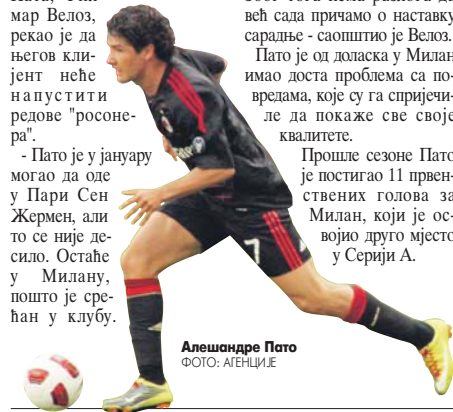 мар Велоз,
рекао је да
његов кли-
јент неће
напустити
редове "росоне-
ра".
- Пато је у јануару
могао да оде
у Пари Сен
Жермен, али
то се није де-
сило. Остаће
у Милану,
пошто је сре-
ћан у клубу.
већ сада причамо о наставку
сарадње - саопштио је Велоз.
Пато је од доласка у Милан
имао доста проблема са по-
вредама, које су га спријечи-
ле да покаже све своје
квалитете.
Прошле сезоне Пато
је постигао 11 првен-
ствених голова за
Милан, који је ос-
војио друго мјесто
у Серији А.
7
Алешандре Пато
ФОТО: АГЕНЦИЈЕ